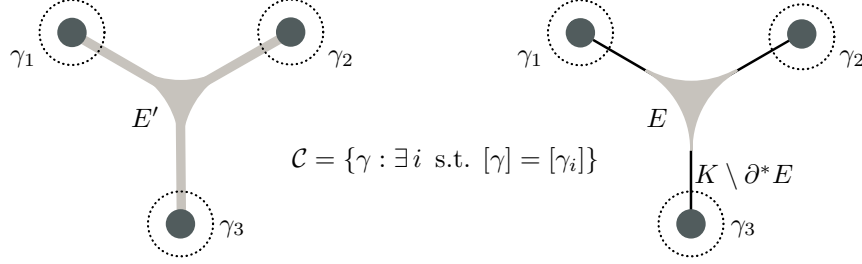 γ₁
γ₂
E′
γ₃
𝒞 = {γ : ∃ i s.t. [γ] = [γᵢ]}
γ₁
γ₂
E
K \ ∂*E
γ₃